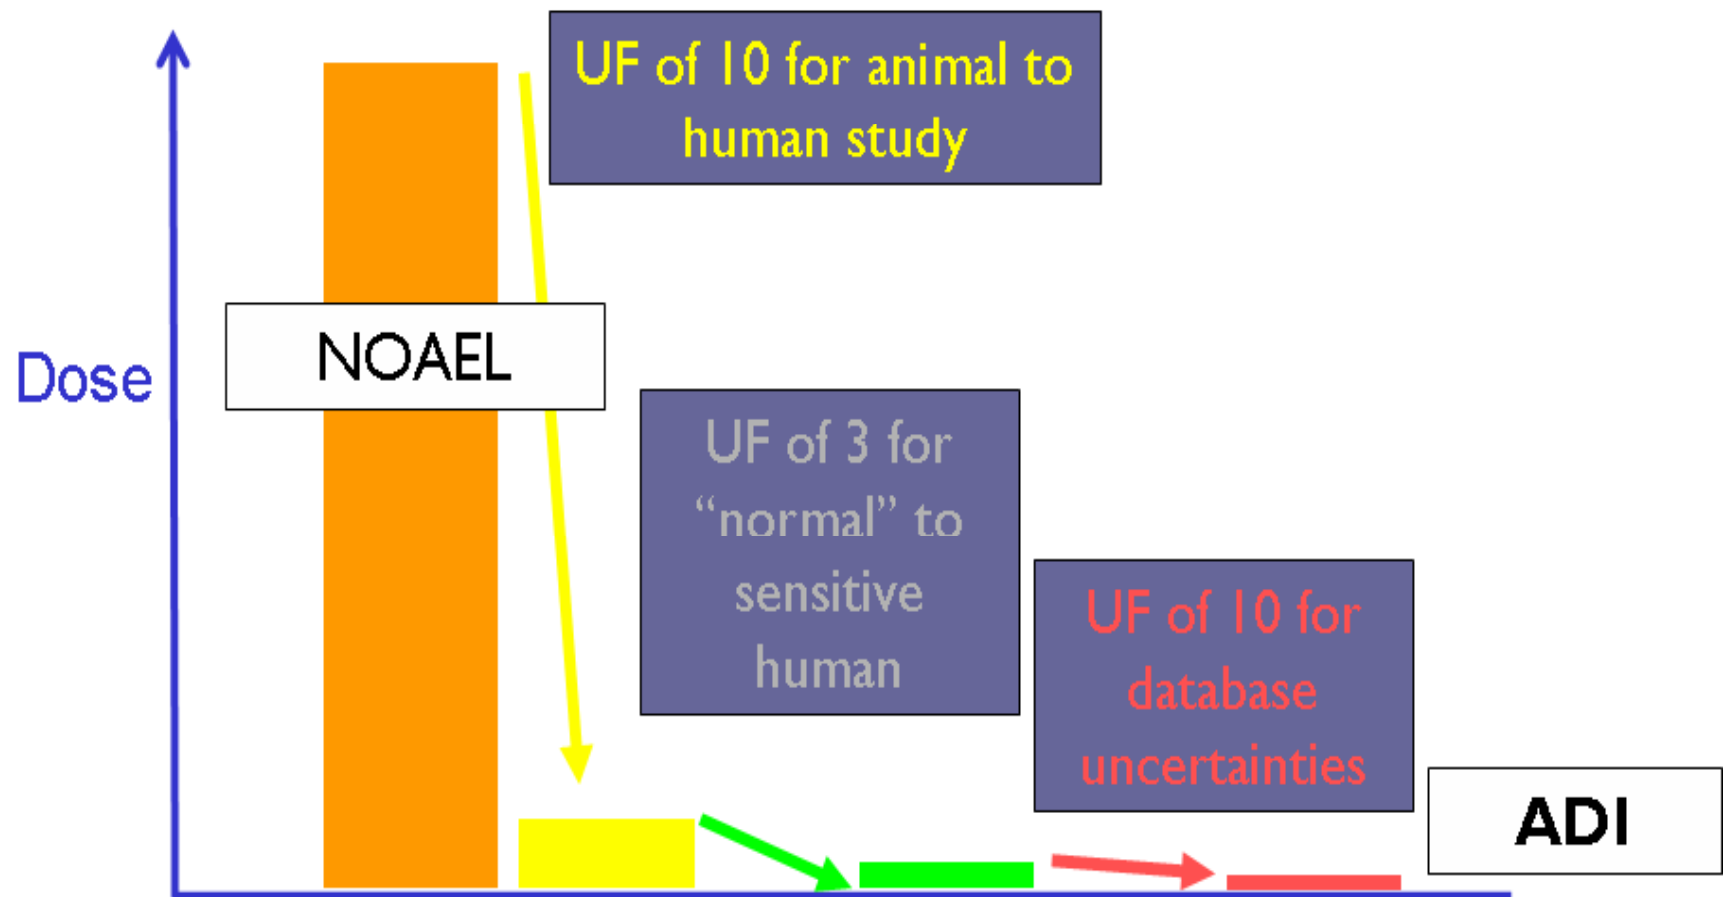 UF of 10 for animal to
human study
NOAEL
Dose
UF of 3 for
“normal” to
sensitive
human
UF of 10 for
database
uncertainties
ADI